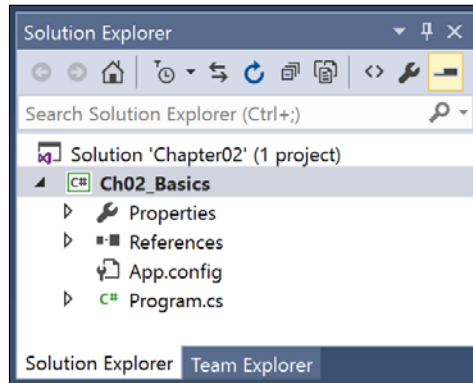 Solution Explorer
Search Solution Explorer (Ctrl+;)
Solution 'Chapter02' (1 project)
C# Ch02_Basics
Properties
References
App.config
C# Program.cs
Solution Explorer Team Explorer